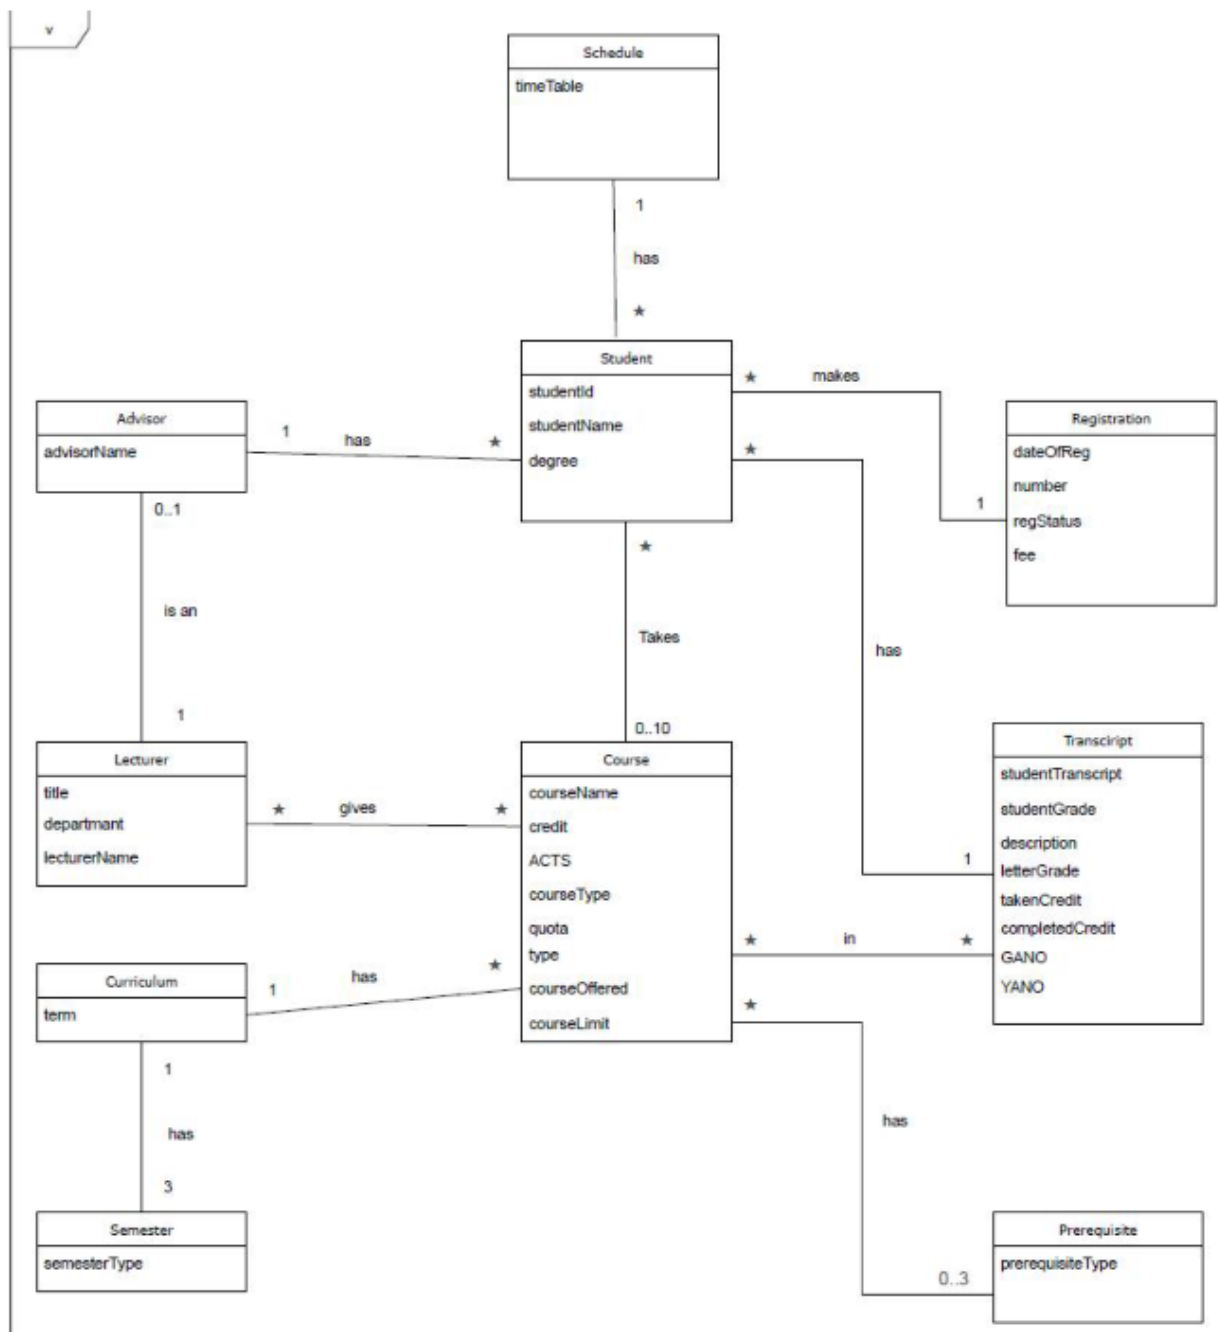 v
Schedule
timeTable
1
has
★
Student
studentId
studentName
degree
★
makes
1
Registration
dateOfReg
number
regStatus
fee
Advisor
advisorName
1
has
★
★
has
1
0..1
is an
1
★
Takes
0..10
Lecturer
title
departmant
lecturerName
★
gives
★
Course
courseName
credit
ACTS
courseType
quota
type
courseOffered
courseLimit
Transciript
studentTranscript
studentGrade
description
letterGrade
takenCredit
completedCredit
GANO
YANO
★
in
★
Curriculum
term
1
has
★
★
has
0..3
1
has
3
Semester
semesterType
Prerequisite
prerequisiteType